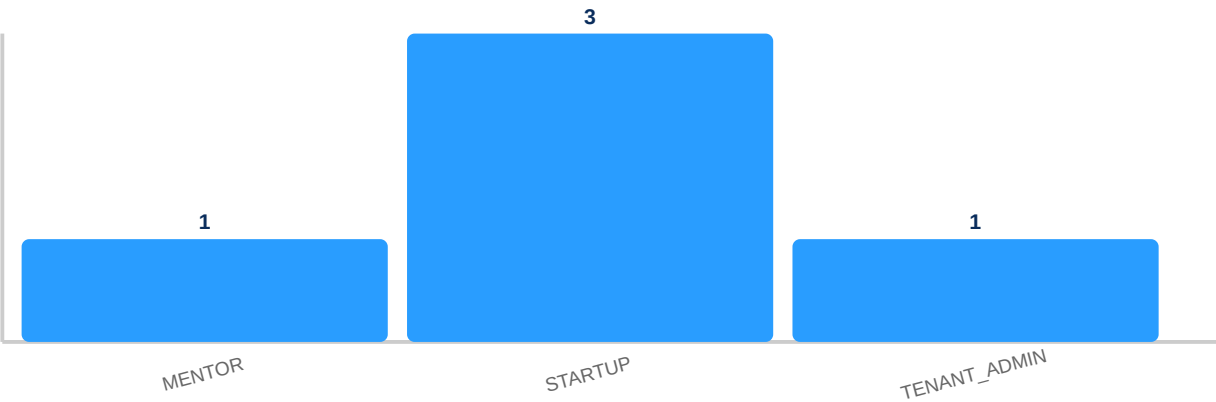 3
1
1
MENTOR
STARTUP
TENANT_ADMIN